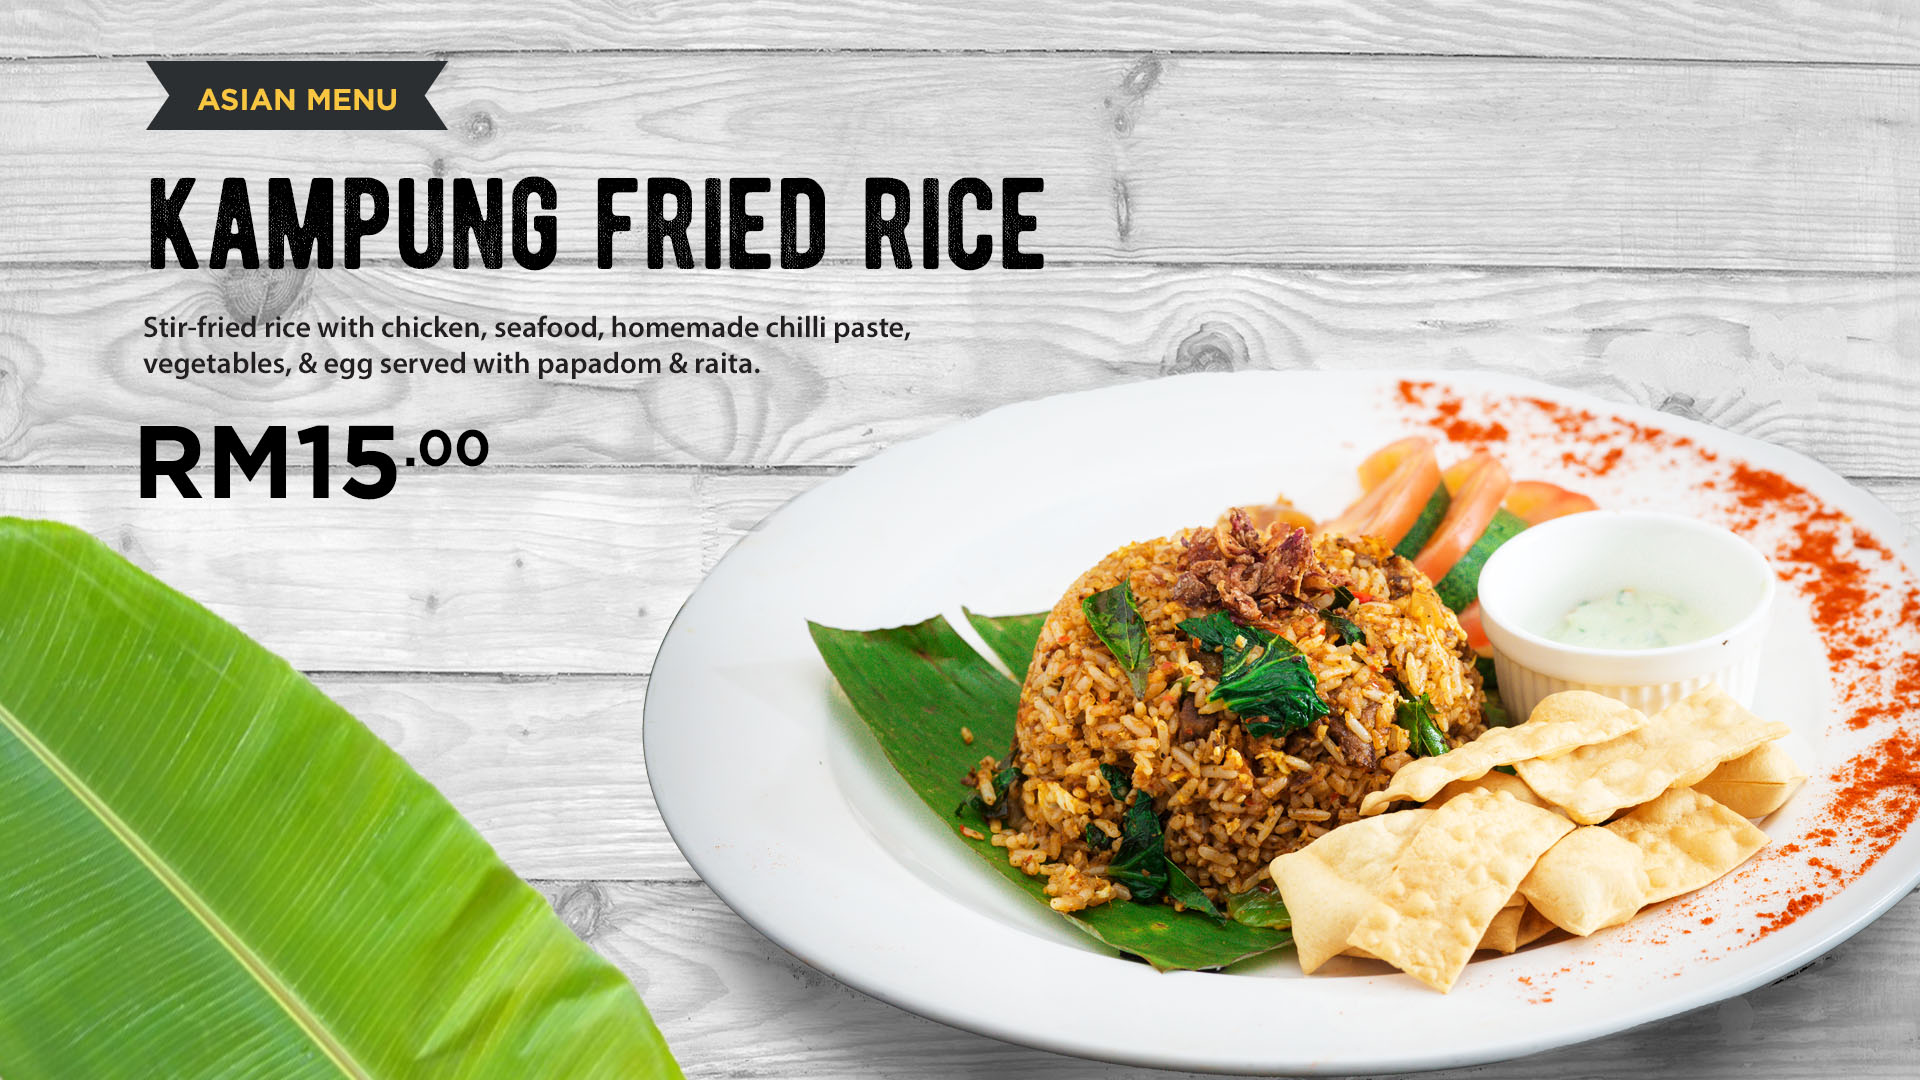 ASIAN MENU
KAMPUNG FRIED RICE
Stir-fried rice with chicken, seafood, homemade chilli paste,
vegetables, & egg served with papadom & raita.
RM15.00